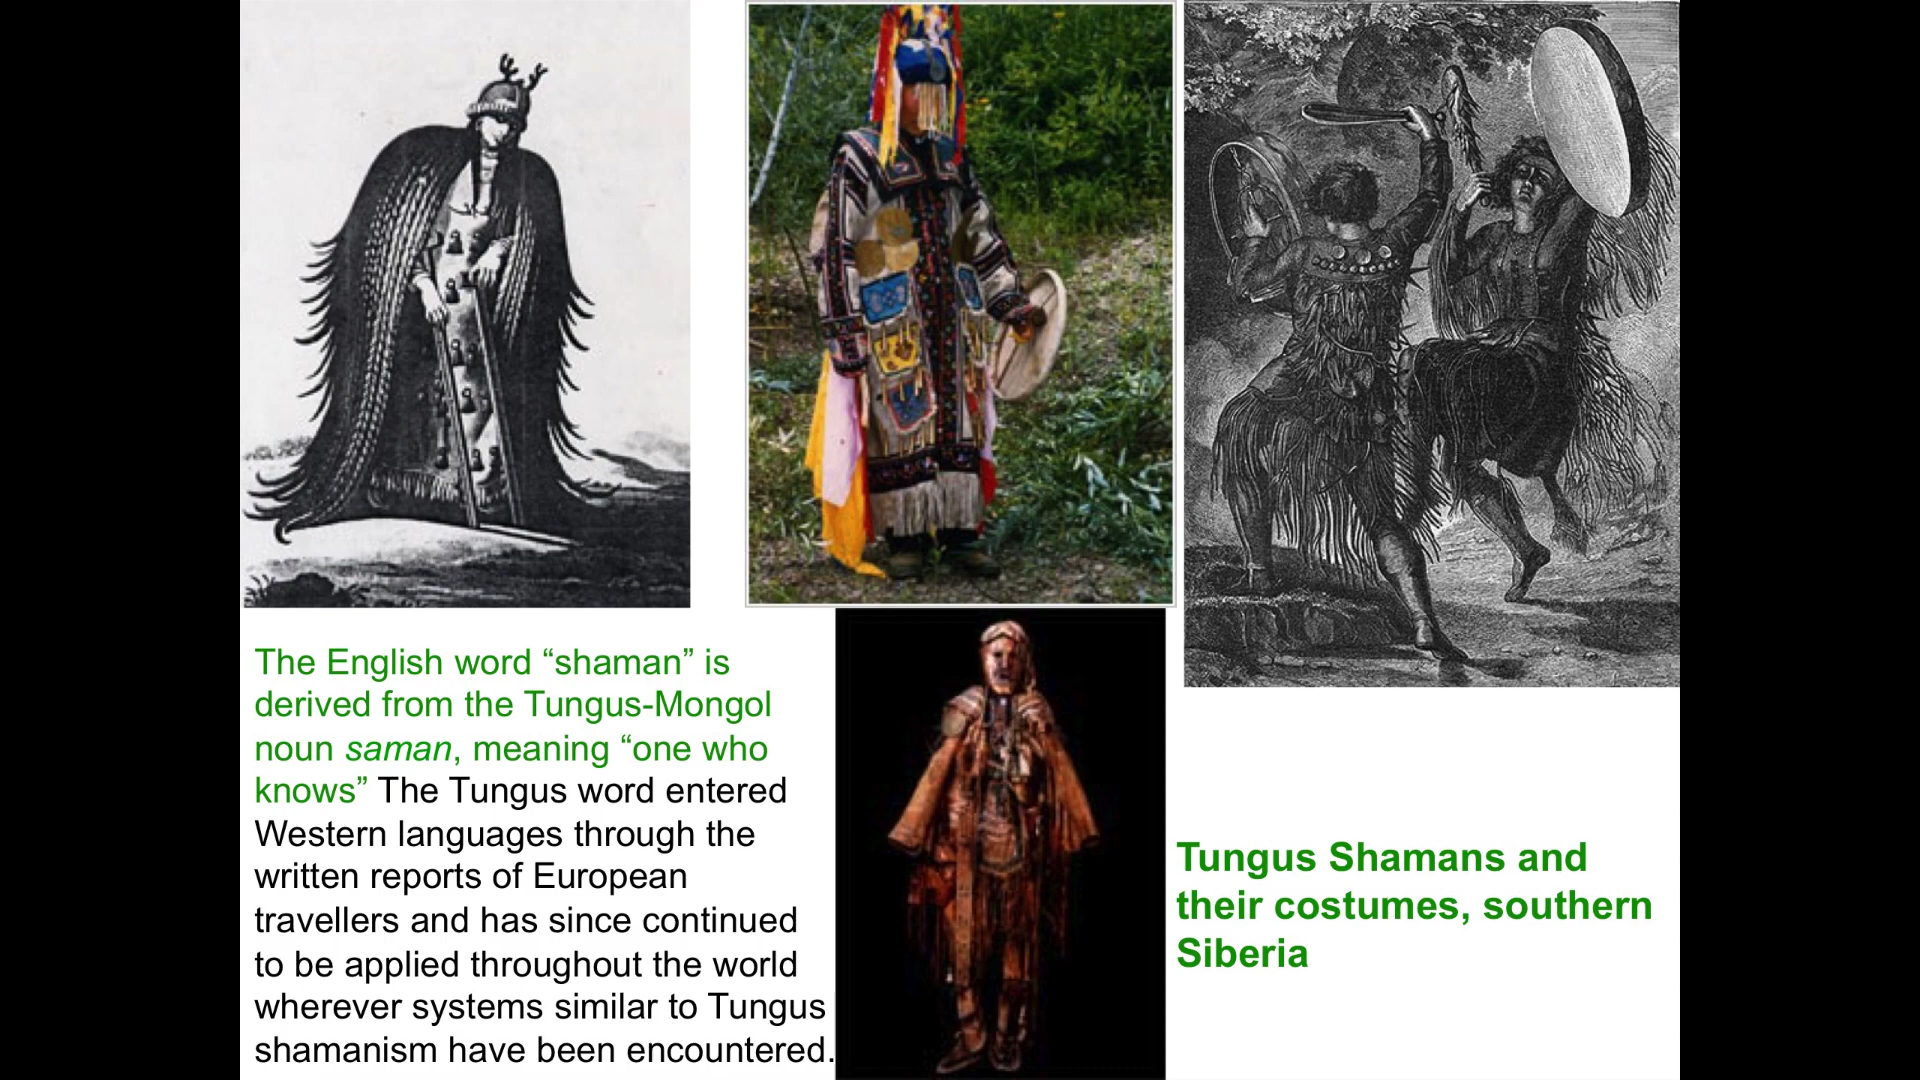 The English word “shaman” is
derived from the Tungus-Mongol
noun saman, meaning “one who
knows” The Tungus word entered
Western languages through the
written reports of European
travellers and has since continued
to be applied throughout the world
wherever systems similar to Tungus
shamanism have been encountered.
Tungus Shamans and
their costumes, southern
Siberia